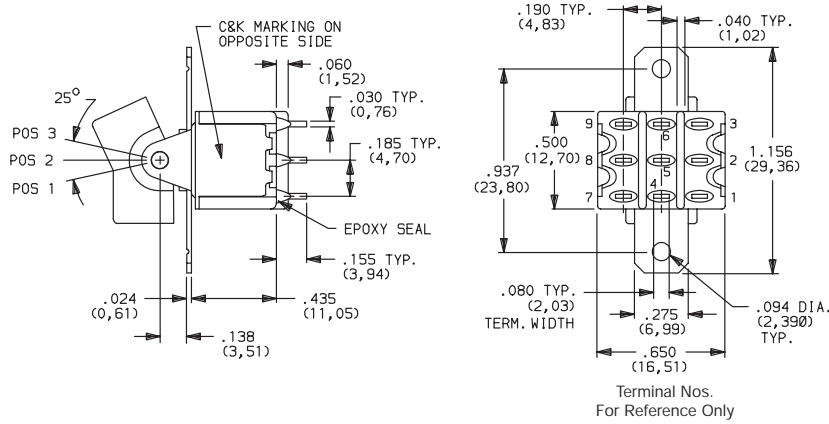 C&K MARKING ON
OPPOSITE SIDE
.060
(1,52)
.030 TYP.
(0,76)
25°
POS 3
POS 2
POS 1
.185 TYP.
(4,70)
EPOXY SEAL
.155 TYP.
(3,94)
.024
(0,61)
.435
(11,05)
.138
(3,51)
.190 TYP.
(4,83)
.040 TYP.
(1,02)
9
6
3
.500
(12,70)
8
5
2
1.156
(29,36)
.937
(23,80)
7
4
1
.080 TYP.
(2,03)
TERM. WIDTH
.275
(6,99)
.094 DIA.
(2,39Ø)
TYP.
.650
(16,51)
Terminal Nos.
For Reference Only